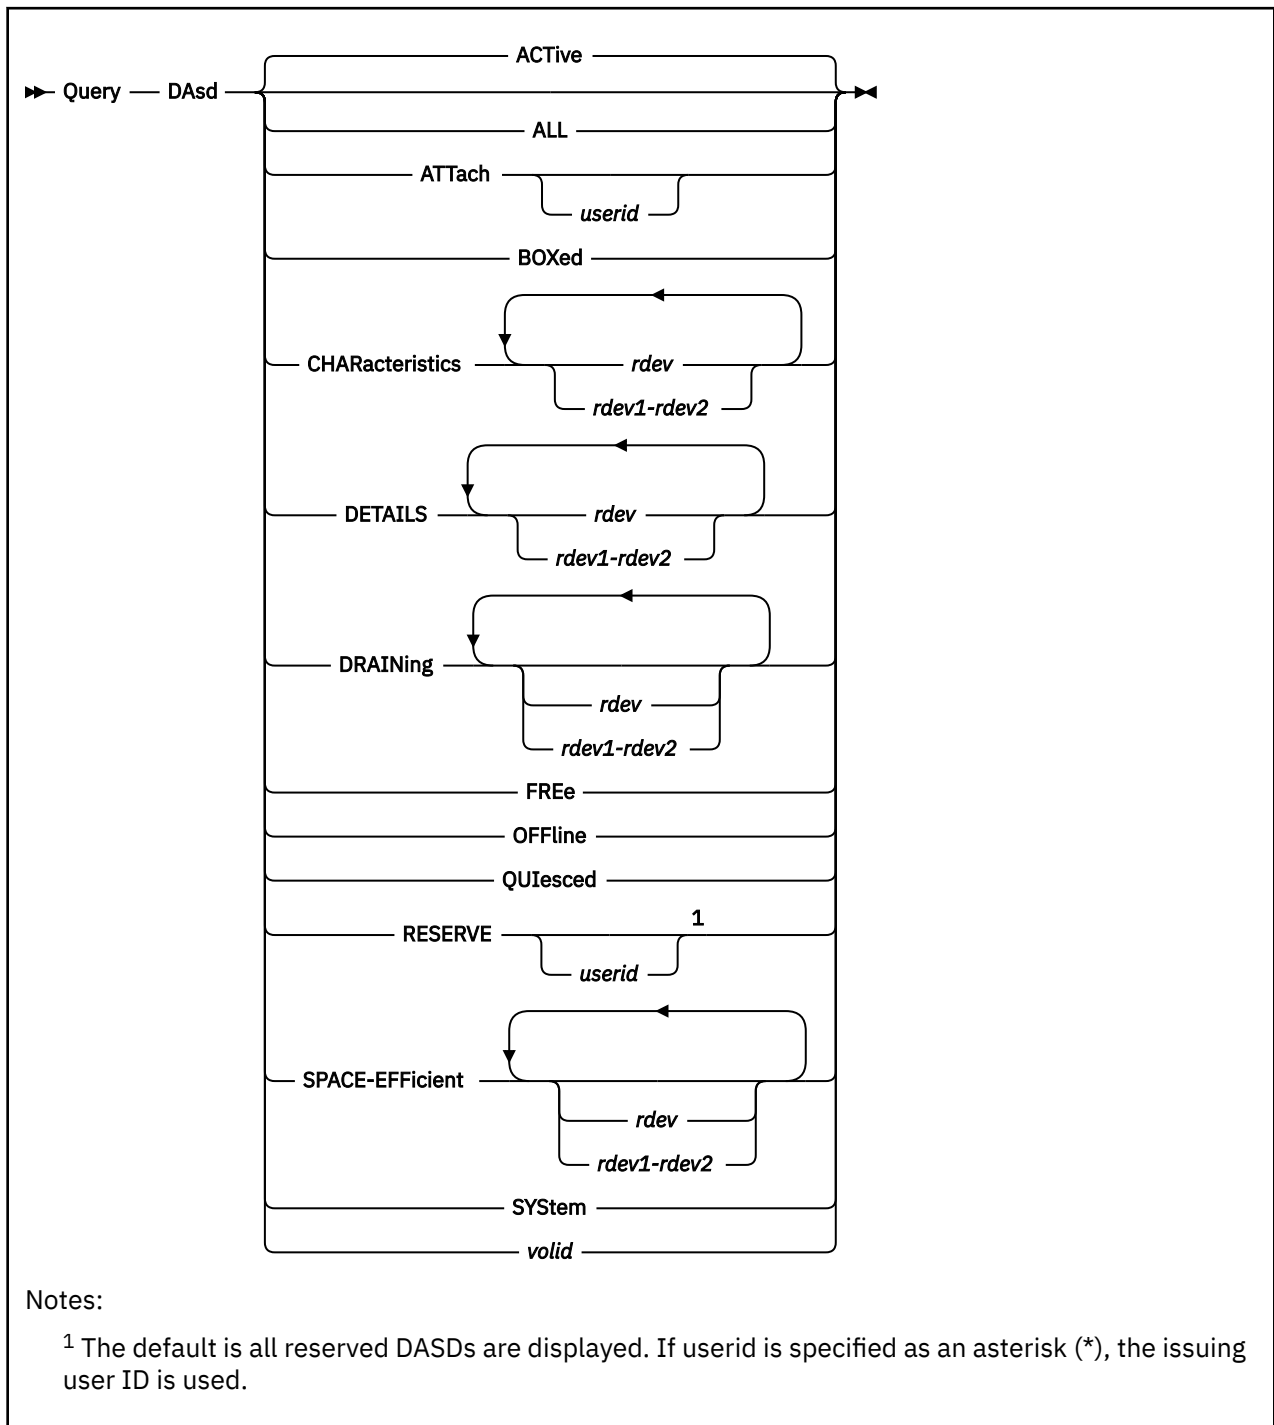 ACTive
Query DAsd
ALL
ATTach
userid
BOXed
CHARacteristics rdev
rdev1-rdev2
DETAILS rdev
rdev1-rdev2
DRAINing
rdev
rdev1-rdev2
FREe
OFFline
QUIesced
RESERVE 1
userid
SPACE-EFFicient
rdev
rdev1-rdev2
SYStem
volid
Notes:
1 The default is all reserved DASDs are displayed. If userid is specified as an asterisk (*), the issuing
user ID is used.